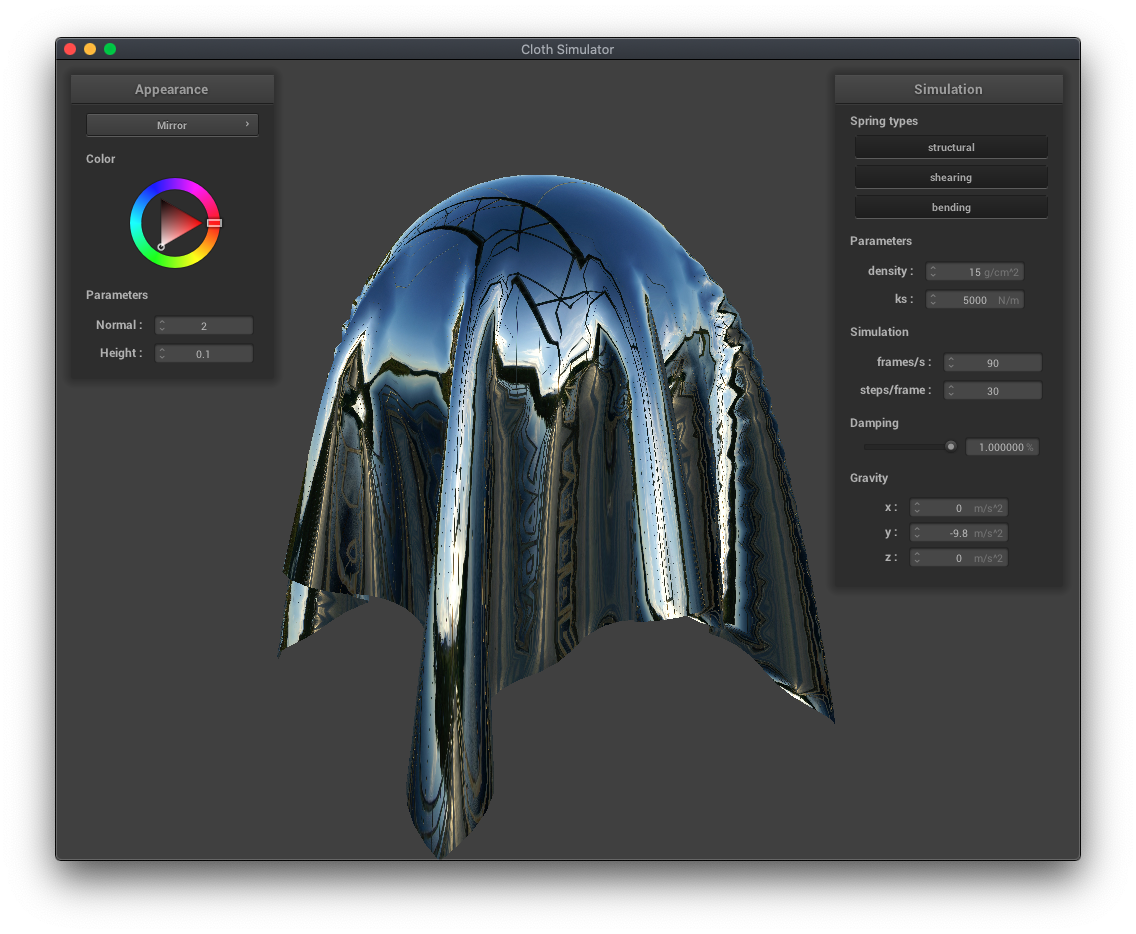 Cloth Simulator
Appearance
Mirror
Color
Parameters
Normal : 2
Height : 0.1
Simulation
Spring types
structural
shearing
bending
Parameters
density : 15 g/cm^2
ks : 5000 N/m
Simulation
frames/s : 90
steps/frame : 30
Damping
1.000000 %
Gravity
x : 0 m/s^2
y : -9.8 m/s^2
z : 0 m/s^2